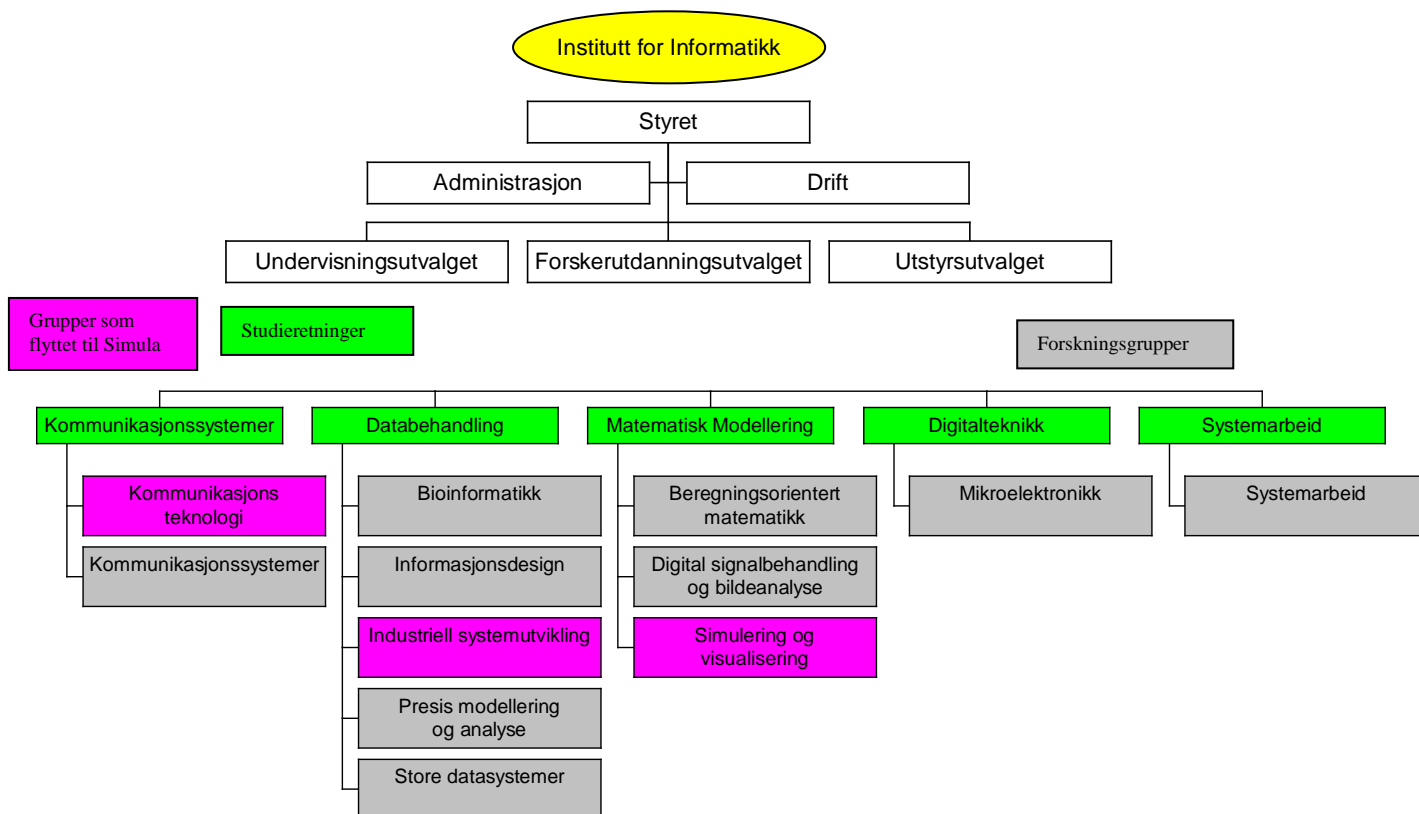 Institutt for Informatikk
Styret
Administrasjon
Drift
Undervisningsutvalget
Forskerutdanningsutvalget
Utstyrsutvalget
Grupper som
flyttet til Simula
Studieretninger
Forskningsgrupper
Kommunikasjonssystemer
Databehandling
Matematisk Modellering
Digitalteknikk
Systemarbeid
Kommunikasjons
teknologi
Kommunikasjonssystemer
Bioinformatikk
Informasjonsdesign
Industriell systemutvikling
Presis modellering
og analyse
Store datasystemer
Beregningsorientert
matematikk
Digital signalbehandling
og bildeanalyse
Simulering og
visualisering
Mikroelektronikk
Systemarbeid